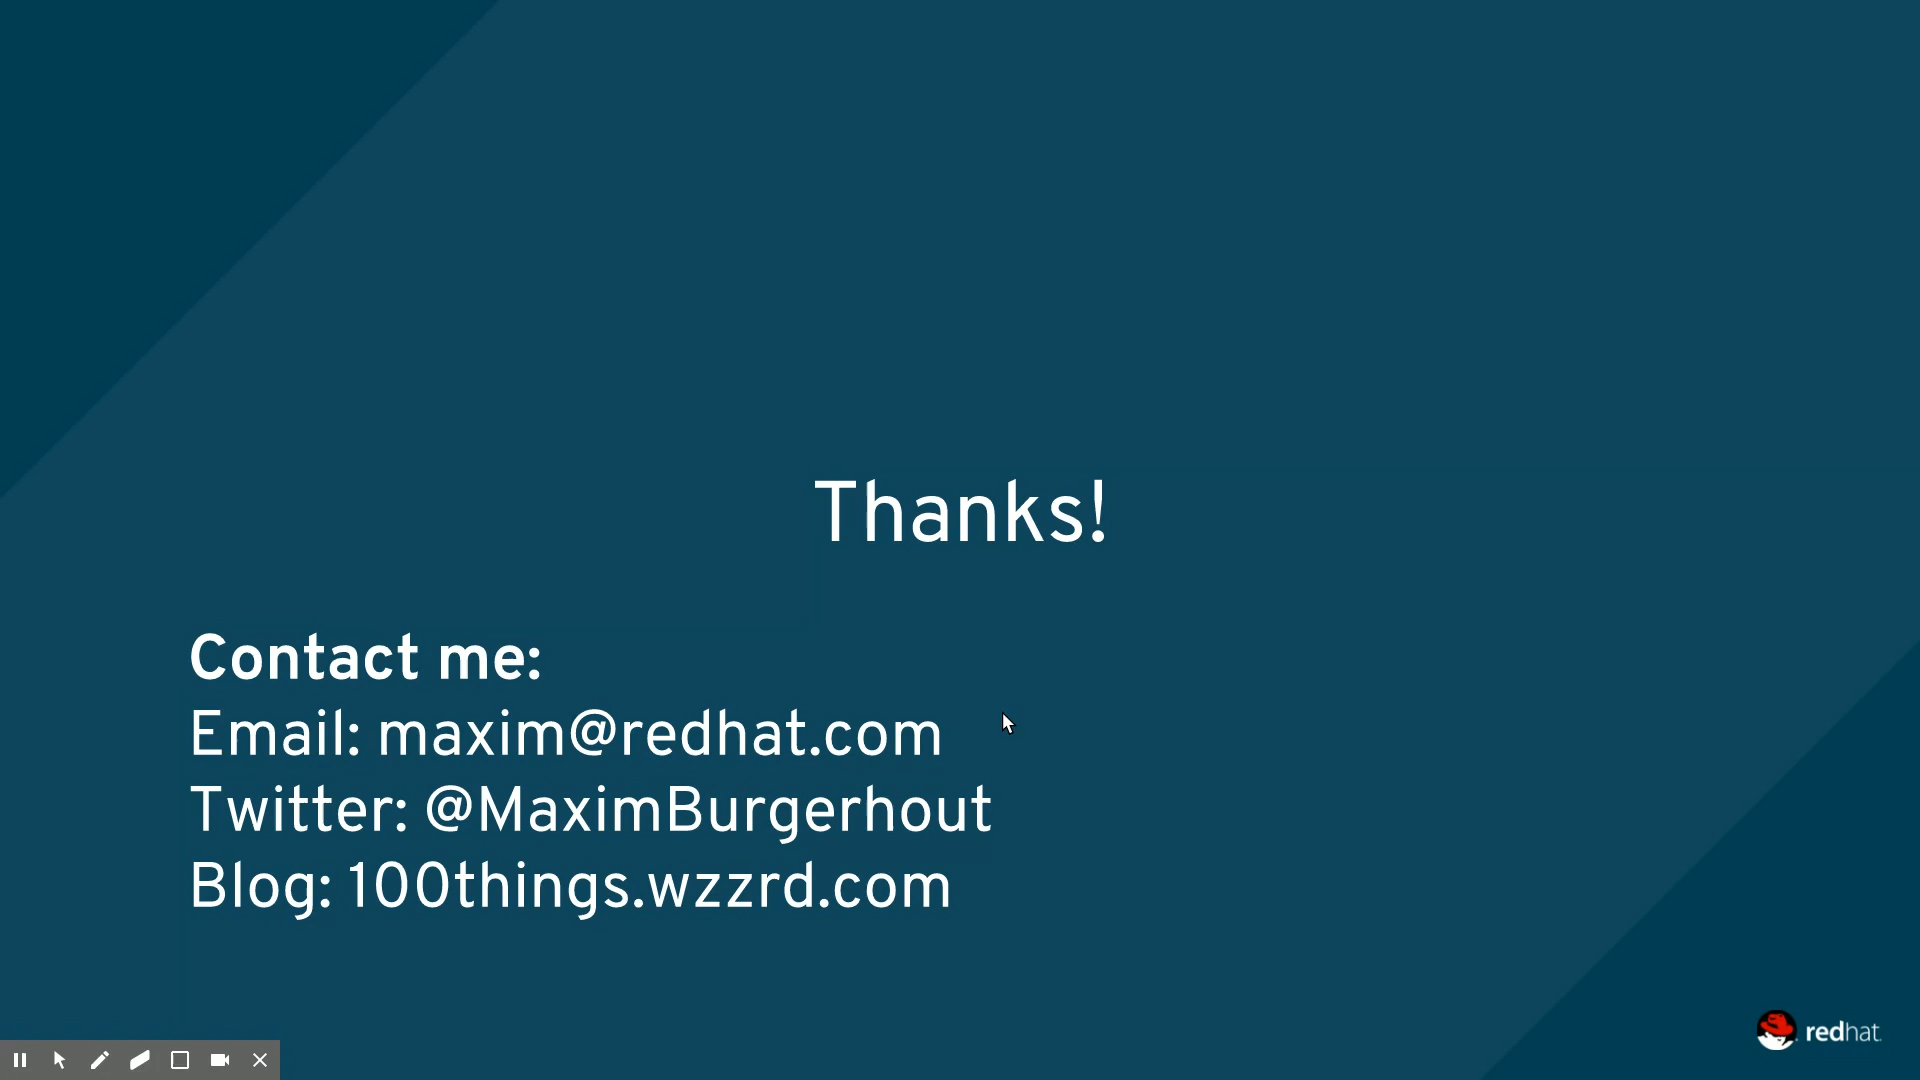 Thanks!
Contact me:
Email: maxim@redhat.com
Twitter: @MaximBurgerhout
Blog: 100things.wzzrd.com
redhat.